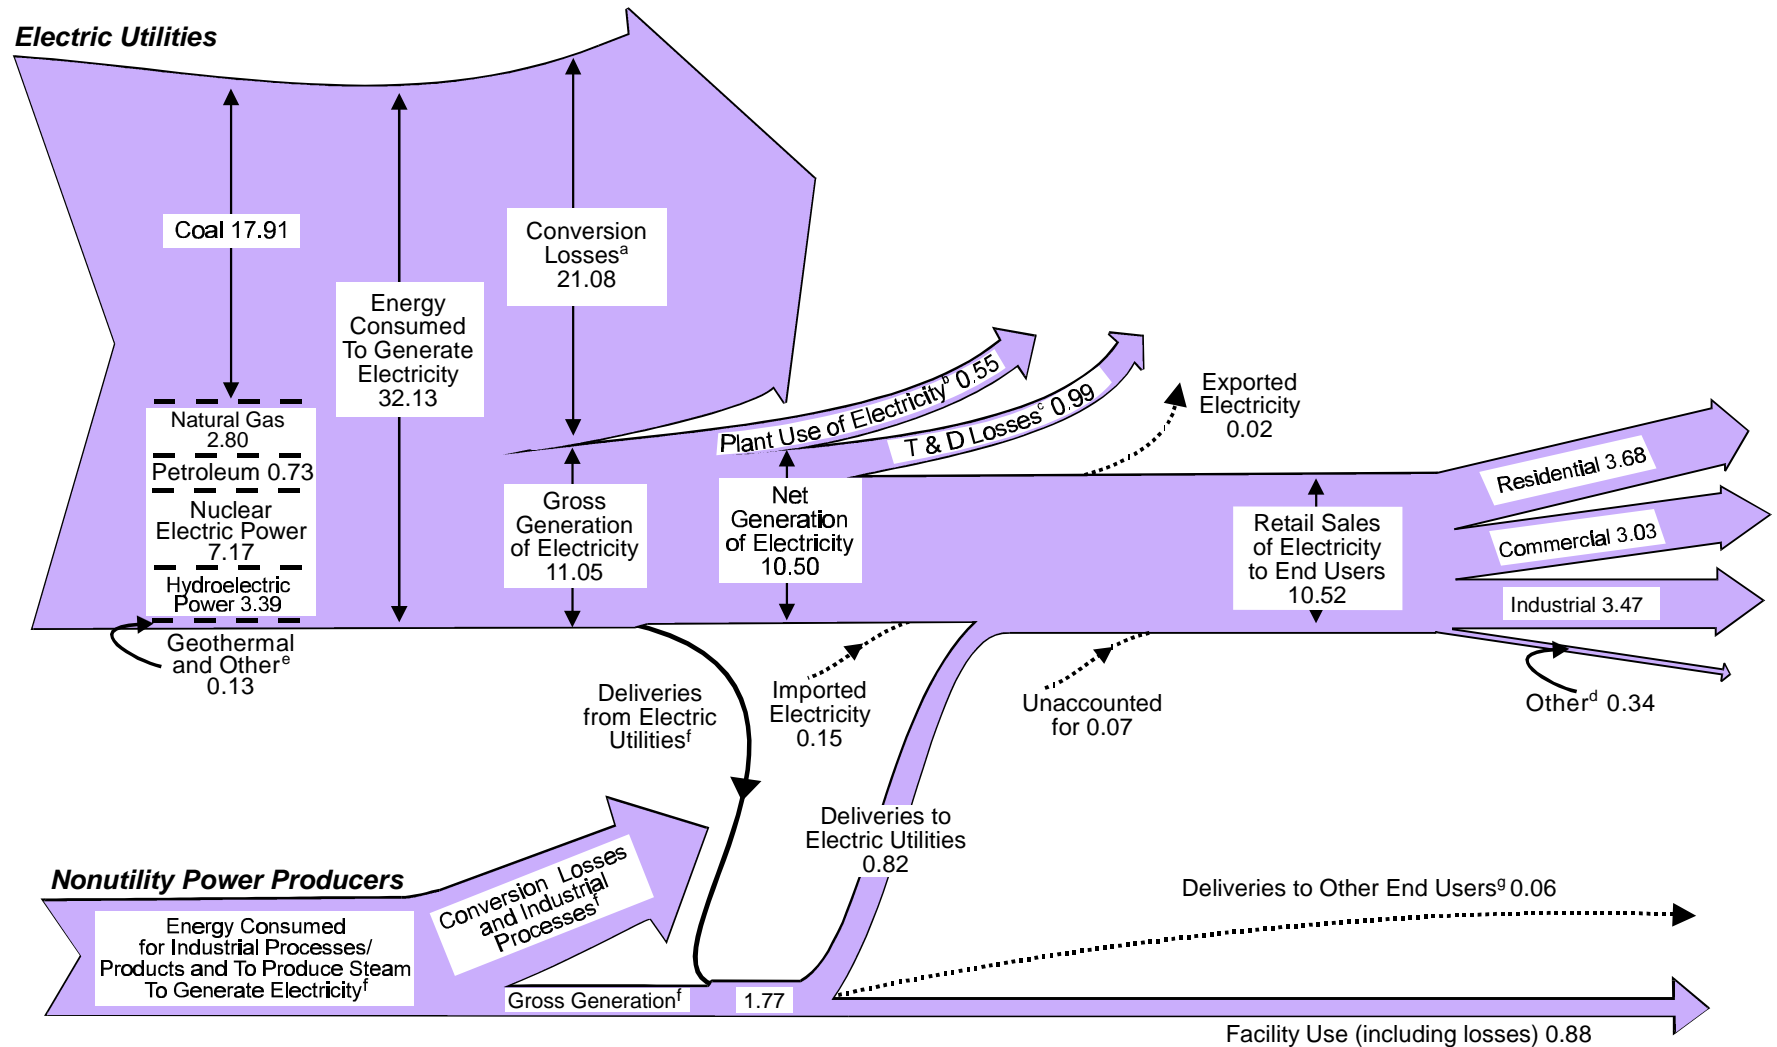 Electric Utilities
Coal 17.91
Natural Gas
2.80
Petroleum 0.73
Nuclear
Electric Power
7.17
Hydroelectric
Power 3.39
Geothermal
and Other^e
0.13
Energy
Consumed
To Generate
Electricity
32.13
Conversion
Losses^a
21.08
Gross
Generation
of Electricity
11.05
Plant Use of Electricity^b 0.55
T & D Losses^c 0.99
Net
Generation
of Electricity
10.50
Exported
Electricity
0.02
Retail Sales
of Electricity
to End Users
10.52
Residential 3.68
Commercial 3.03
Industrial 3.47
Other^d 0.34
Deliveries
from Electric
Utilities^f
Imported
Electricity
0.15
Unaccounted
for 0.07
Deliveries to
Electric Utilities
0.82
Nonutility Power Producers
Energy Consumed
for Industrial Processes/
Products and To Produce Steam
To Generate Electricity^f
Conversion Losses
and Industrial
Processes^f
Gross Generation^f
1.77
Deliveries to Other End Users^g 0.06
Facility Use (including losses) 0.88